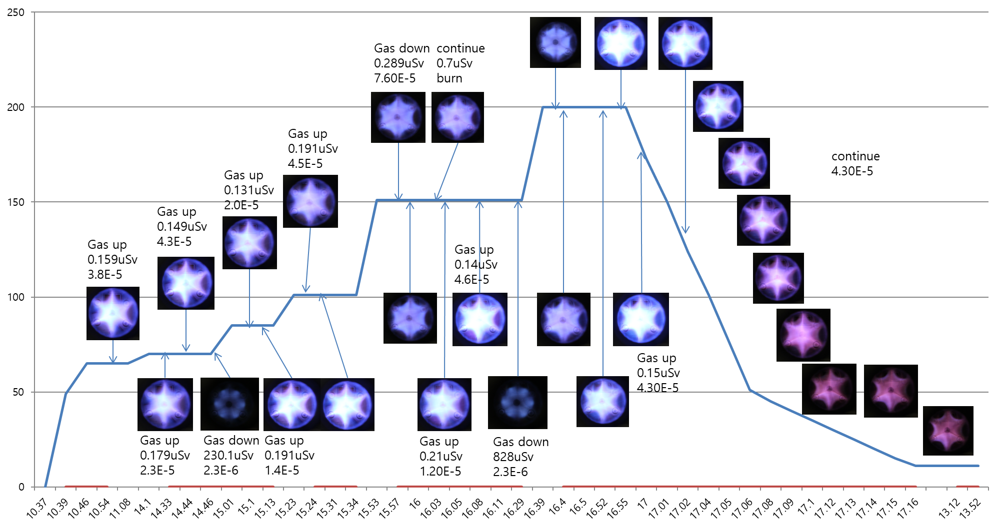 250
200
150
100
50
0
Gas down
0.289uSv
7.60E-5
continue
0.7uSv
burn
Gas up
0.191uSv
4.5E-5
continue
4.30E-5
Gas up
0.131uSv
2.0E-5
Gas up
0.149uSv
4.3E-5
Gas up
0.159uSv
3.8E-5
Gas up
0.14uSv
4.6E-5
Gas up
0.15uSv
4.30E-5
Gas up
0.179uSv
2.3E-5
Gas down
230.1uSv
2.3E-6
Gas up
0.191uSv
1.4E-5
Gas up
0.21uSv
1.20E-5
Gas down
828uSv
2.3E-6
10.37
10.39
10.46
10.54
11.08
14.1
14.33
14.44
14.46
15.01
15.1
15.13
15.23
15.24
15.31
15.34
15.53
15.57
16
16.03
16.05
16.08
16.11
16.29
16.39
16.4
16.5
16.52
16.55
17
17.01
17.02
17.04
17.05
17.06
17.08
17.09
17.1
17.12
17.13
17.14
17.15
17.16
13.12
13.52